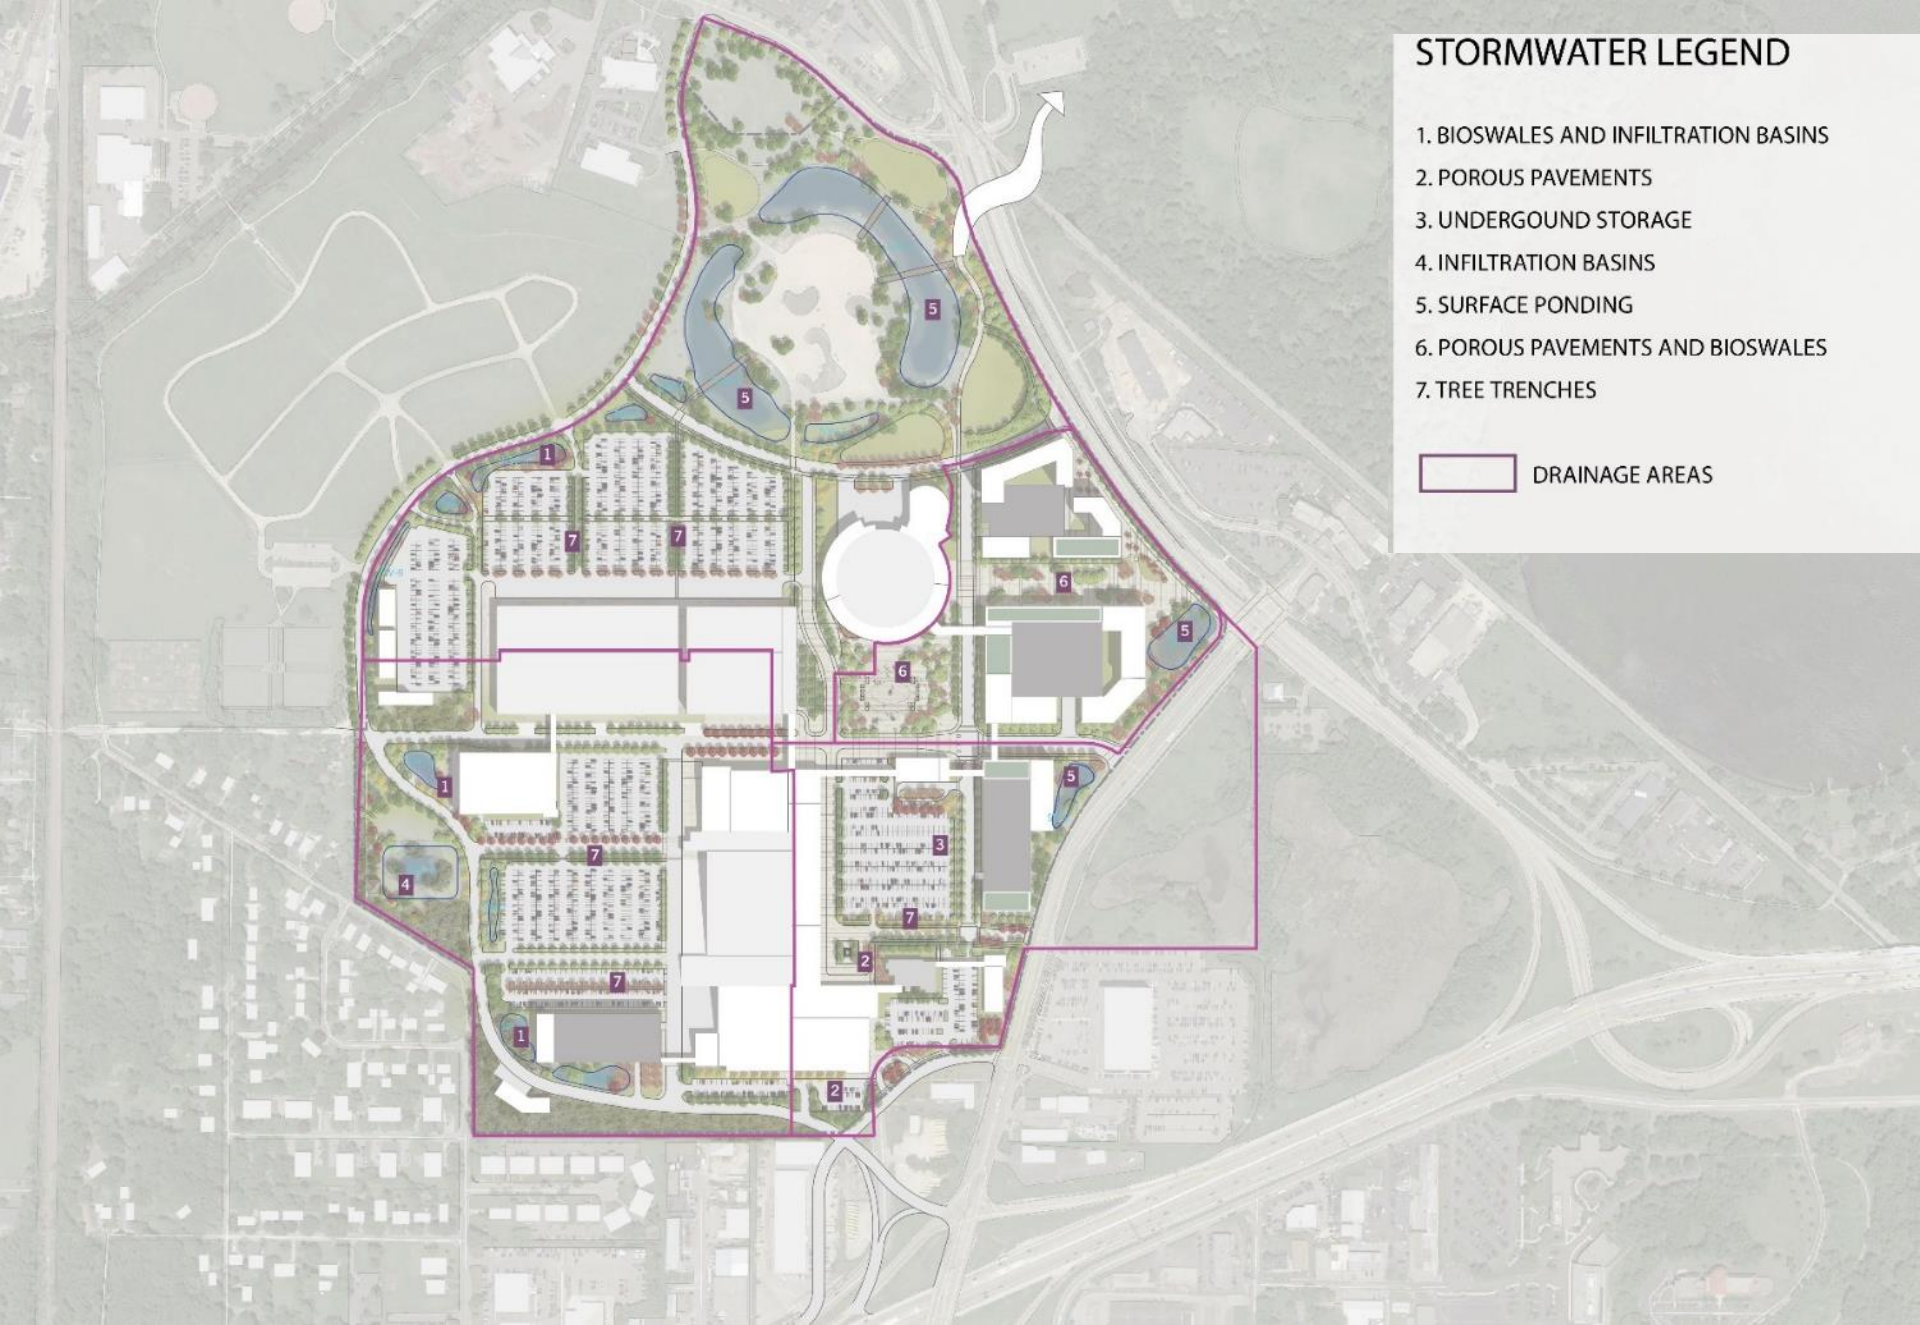 STORMWATER LEGEND
1. BIOSWALES AND INFILTRATION BASINS
2. POROUS PAVEMENTS
3. UNDERGOUND STORAGE
4. INFILTRATION BASINS
5. SURFACE PONDING
6. POROUS PAVEMENTS AND BIOSWALES
7. TREE TRENCHES
DRAINAGE AREAS
5
5
1
7
7
6
5
6
1
5
3
7
4
7
2
7
1
2